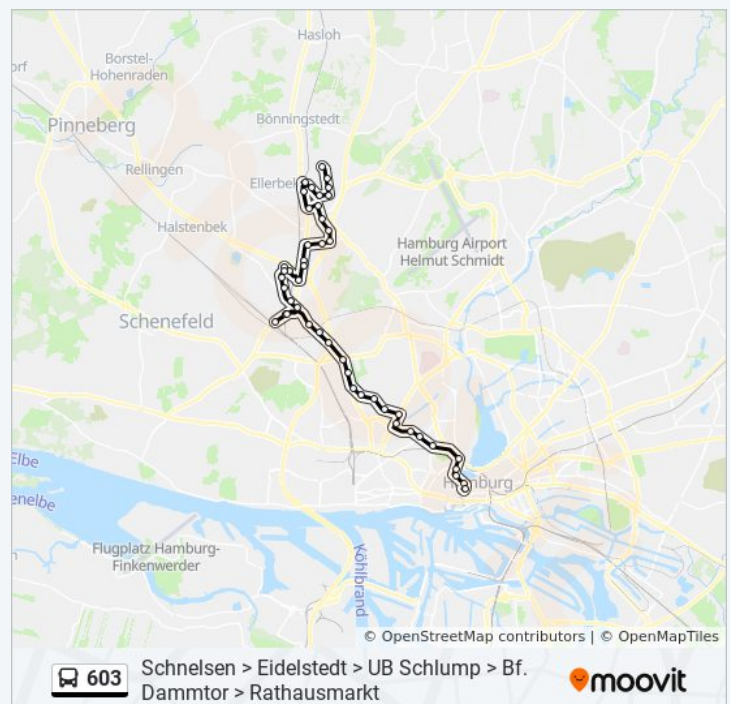 Hasloh
Borstel-
Hohenraden
Bönningstedt
Pinneberg
Rellingen
Ellerbek
Halstenbek
Hamburg Airport
Helmut Schmidt
Schenefeld
Elbe
Hamburg
enelbe
Flugplatz Hamburg-
Finkenwerder
Köhlbrand
© OpenStreetMap contributors | © OpenMapTiles
603
Schnelsen > Eidelstedt > UB Schlump > Bf.
Dammtor > Rathausmarkt
moovit